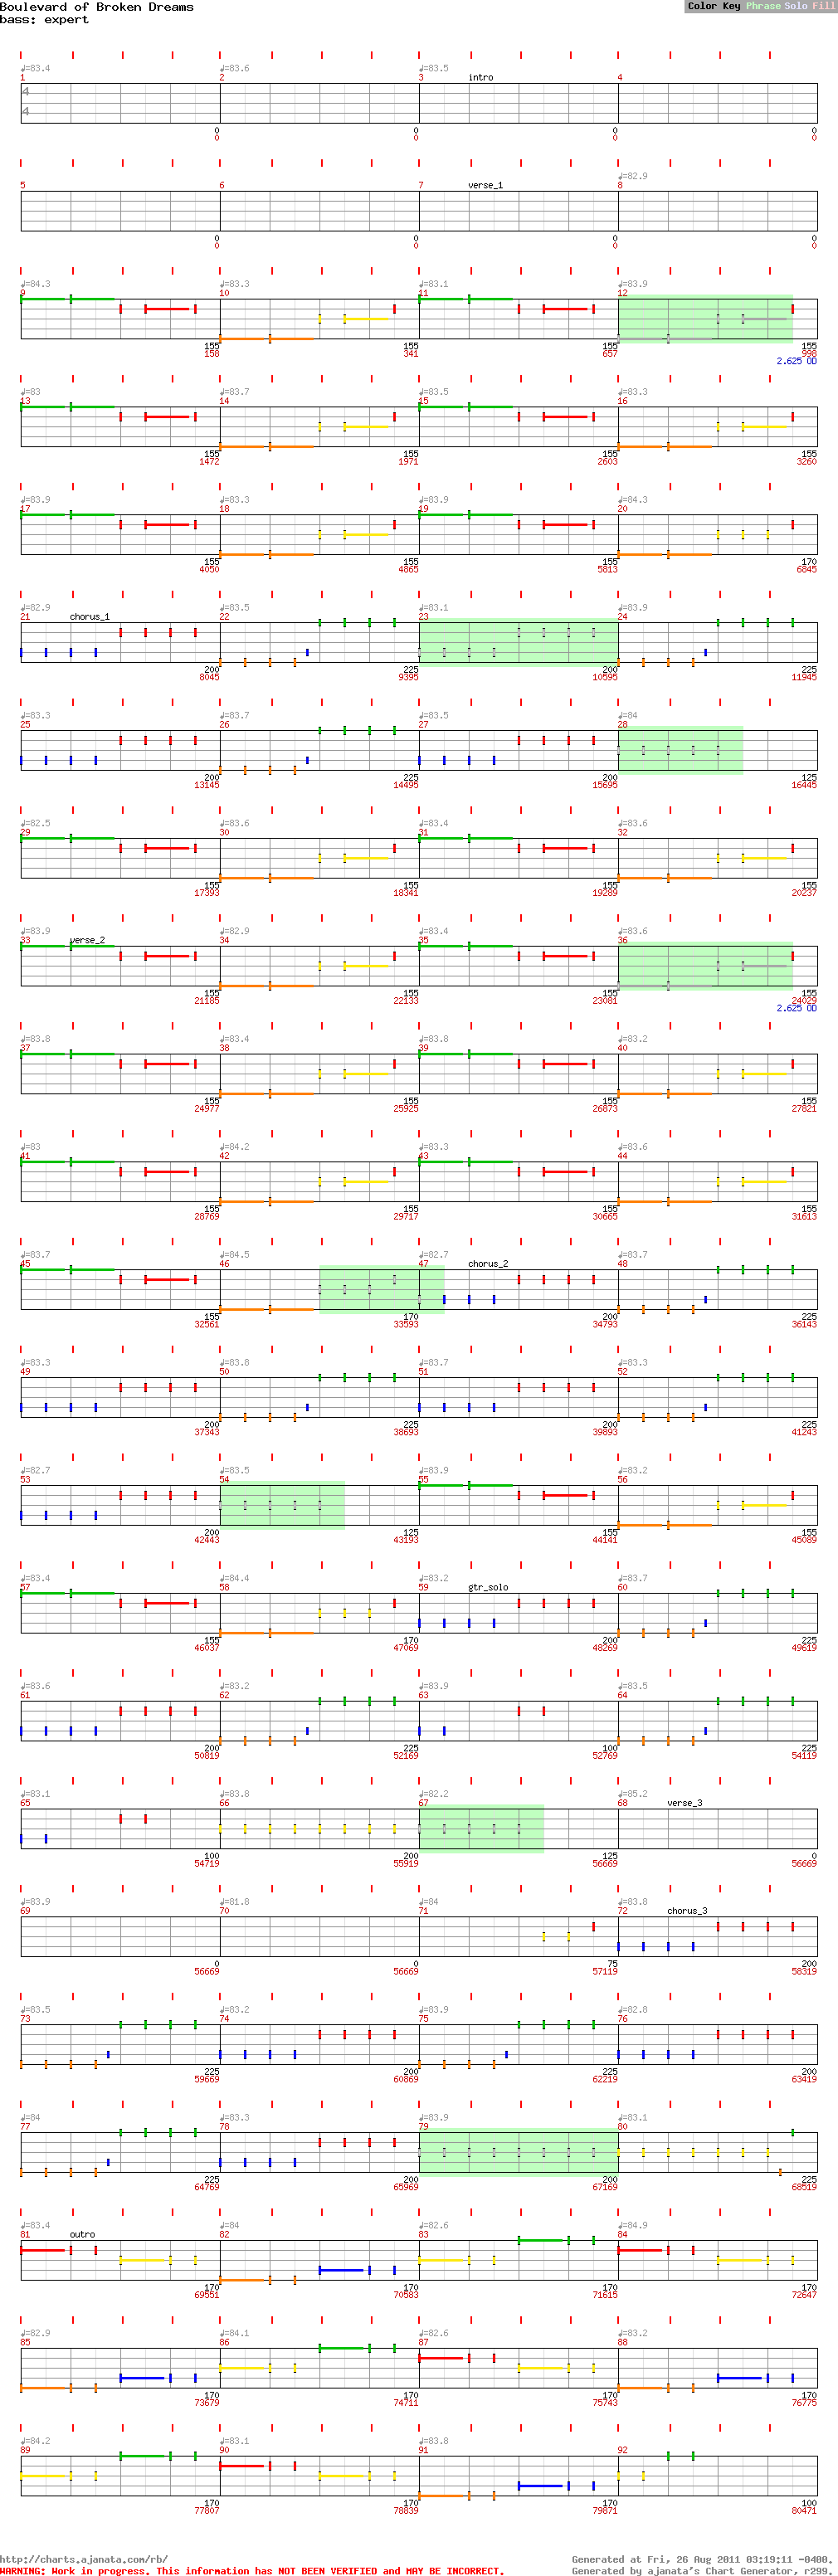 Boulevard of Broken Dreams Color Key Phrase Solo Fill
bass: expert
♩=83.4 ♩=83.6 ♩=83.5
1 2 3 intro 4
4
4
0 0 0 0
0 0 0 0
♩=82.9
5 6 7 verse_1 8
0 0 0 0
0 0 0 0
♩=84.3 ♩=83.3 ♩=83.1 ♩=83.9
9 10 11 12
155 155 155 155
158 341 657 998
2.625 OD
♩=83 ♩=83.7 ♩=83.5 ♩=83.3
13 14 15 16
155 155 155 155
1472 1971 2603 3260
♩=83.9 ♩=83.3 ♩=83.9 ♩=84.3
17 18 19 20
155 155 155 170
4050 4865 5813 6845
♩=82.9 ♩=83.5 ♩=83.1 ♩=83.9
21 chorus_1 22 23 24
200 225 200 225
8045 9395 10595 11945
♩=83.3 ♩=83.7 ♩=83.5 ♩=84
25 26 27 28
200 225 200 125
13145 14495 15695 16445
♩=82.5 ♩=83.6 ♩=83.4 ♩=83.6
29 30 31 32
155 155 155 155
17393 18341 19289 20237
♩=83.9 ♩=82.9 ♩=83.4 ♩=83.6
33 verse_2 34 35 36
155 155 155 155
21185 22133 23081 24029
2.625 OD
♩=83.8 ♩=83.4 ♩=83.8 ♩=83.2
37 38 39 40
155 155 155 155
24977 25925 26873 27821
♩=83 ♩=84.2 ♩=83.3 ♩=83.6
41 42 43 44
155 155 155 155
28769 29717 30665 31613
♩=83.7 ♩=84.5 ♩=82.7 ♩=83.7
45 46 47 chorus_2 48
155 170 200 225
32561 33593 34793 36143
♩=83.3 ♩=83.8 ♩=83.7 ♩=83.3
49 50 51 52
200 225 200 225
37343 38693 39893 41243
♩=82.7 ♩=83.5 ♩=83.9 ♩=83.2
53 54 55 56
200 125 155 155
42443 43193 44141 45089
♩=83.4 ♩=84.4 ♩=83.2 ♩=83.7
57 58 59 gtr_solo 60
155 170 200 225
46037 47069 48269 49619
♩=83.6 ♩=83.2 ♩=83.9 ♩=83.5
61 62 63 64
200 225 100 225
50819 52169 52769 54119
♩=83.1 ♩=83.8 ♩=82.2 ♩=85.2
65 66 67 68 verse_3
100 200 125 0
54719 55919 56669 56669
♩=83.9 ♩=81.8 ♩=84 ♩=83.8
69 70 71 72 chorus_3
0 0 75 200
56669 56669 57119 58319
♩=83.5 ♩=83.2 ♩=83.9 ♩=82.8
73 74 75 76
225 200 225 200
59669 60869 62219 63419
♩=84 ♩=83.3 ♩=83.9 ♩=83.1
77 78 79 80
225 200 200 225
64769 65969 67169 68519
♩=83.4 ♩=84 ♩=82.6 ♩=84.9
81 outro 82 83 84
170 170 170 170
69551 70583 71615 72647
♩=82.9 ♩=84.1 ♩=82.6 ♩=83.2
85 86 87 88
170 170 170 170
73679 74711 75743 76775
♩=84.2 ♩=83.1 ♩=83.8
89 90 91 92
170 170 170 100
77807 78839 79871 80471
http://charts.ajanata.com/rb/ Generated at Fri, 26 Aug 2011 03:19:11 -0400.
WARNING: Work in progress. This information has NOT BEEN VERIFIED and MAY BE INCORRECT. Generated by ajanata's Chart Generator, r299.